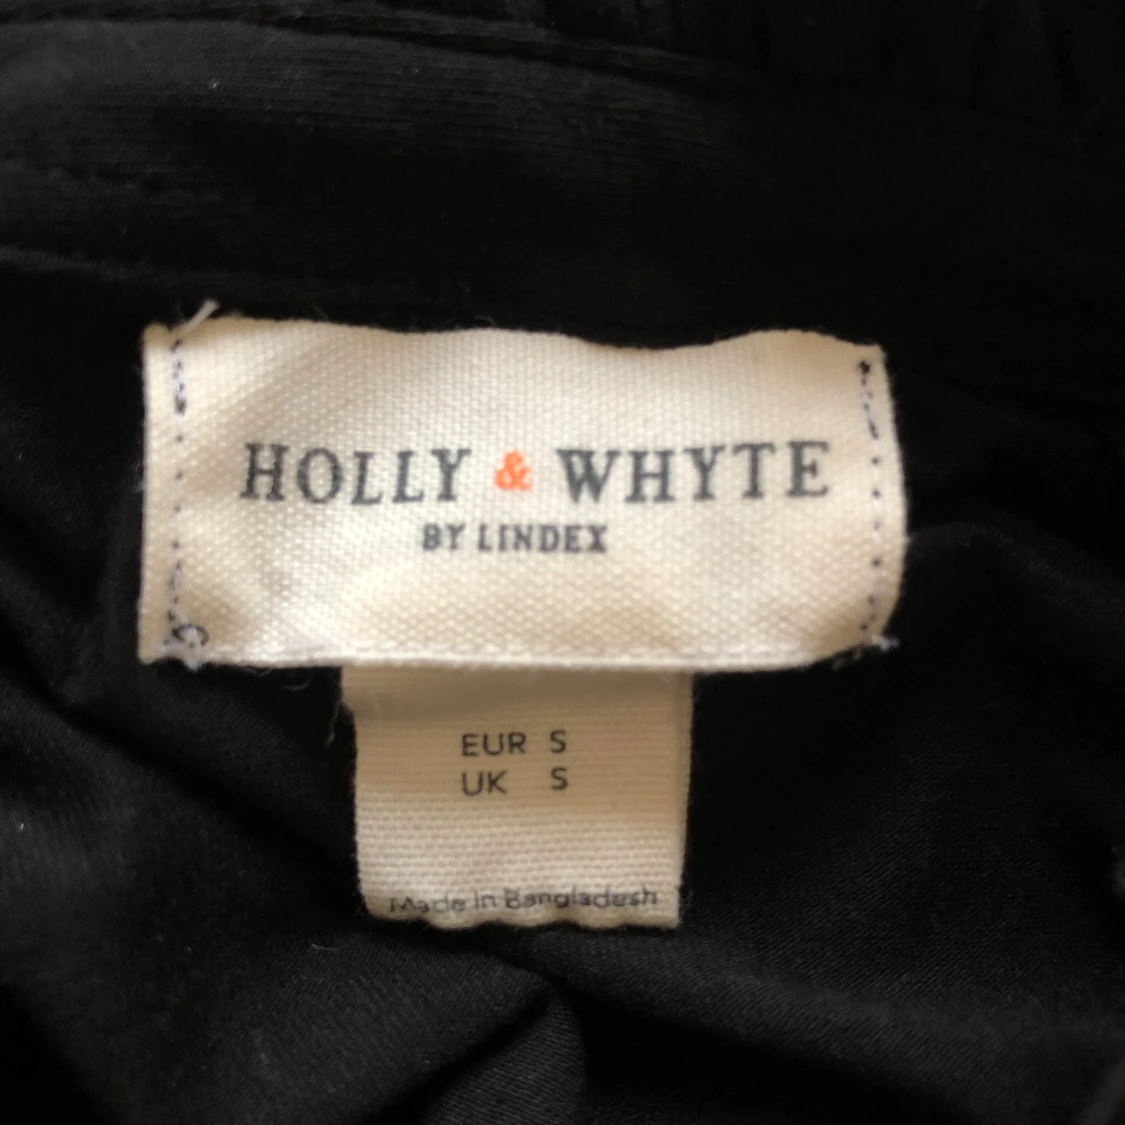 HOLLY & WHYTE
BY LINDEX
EUR S
UK S
Made in Bangladesh